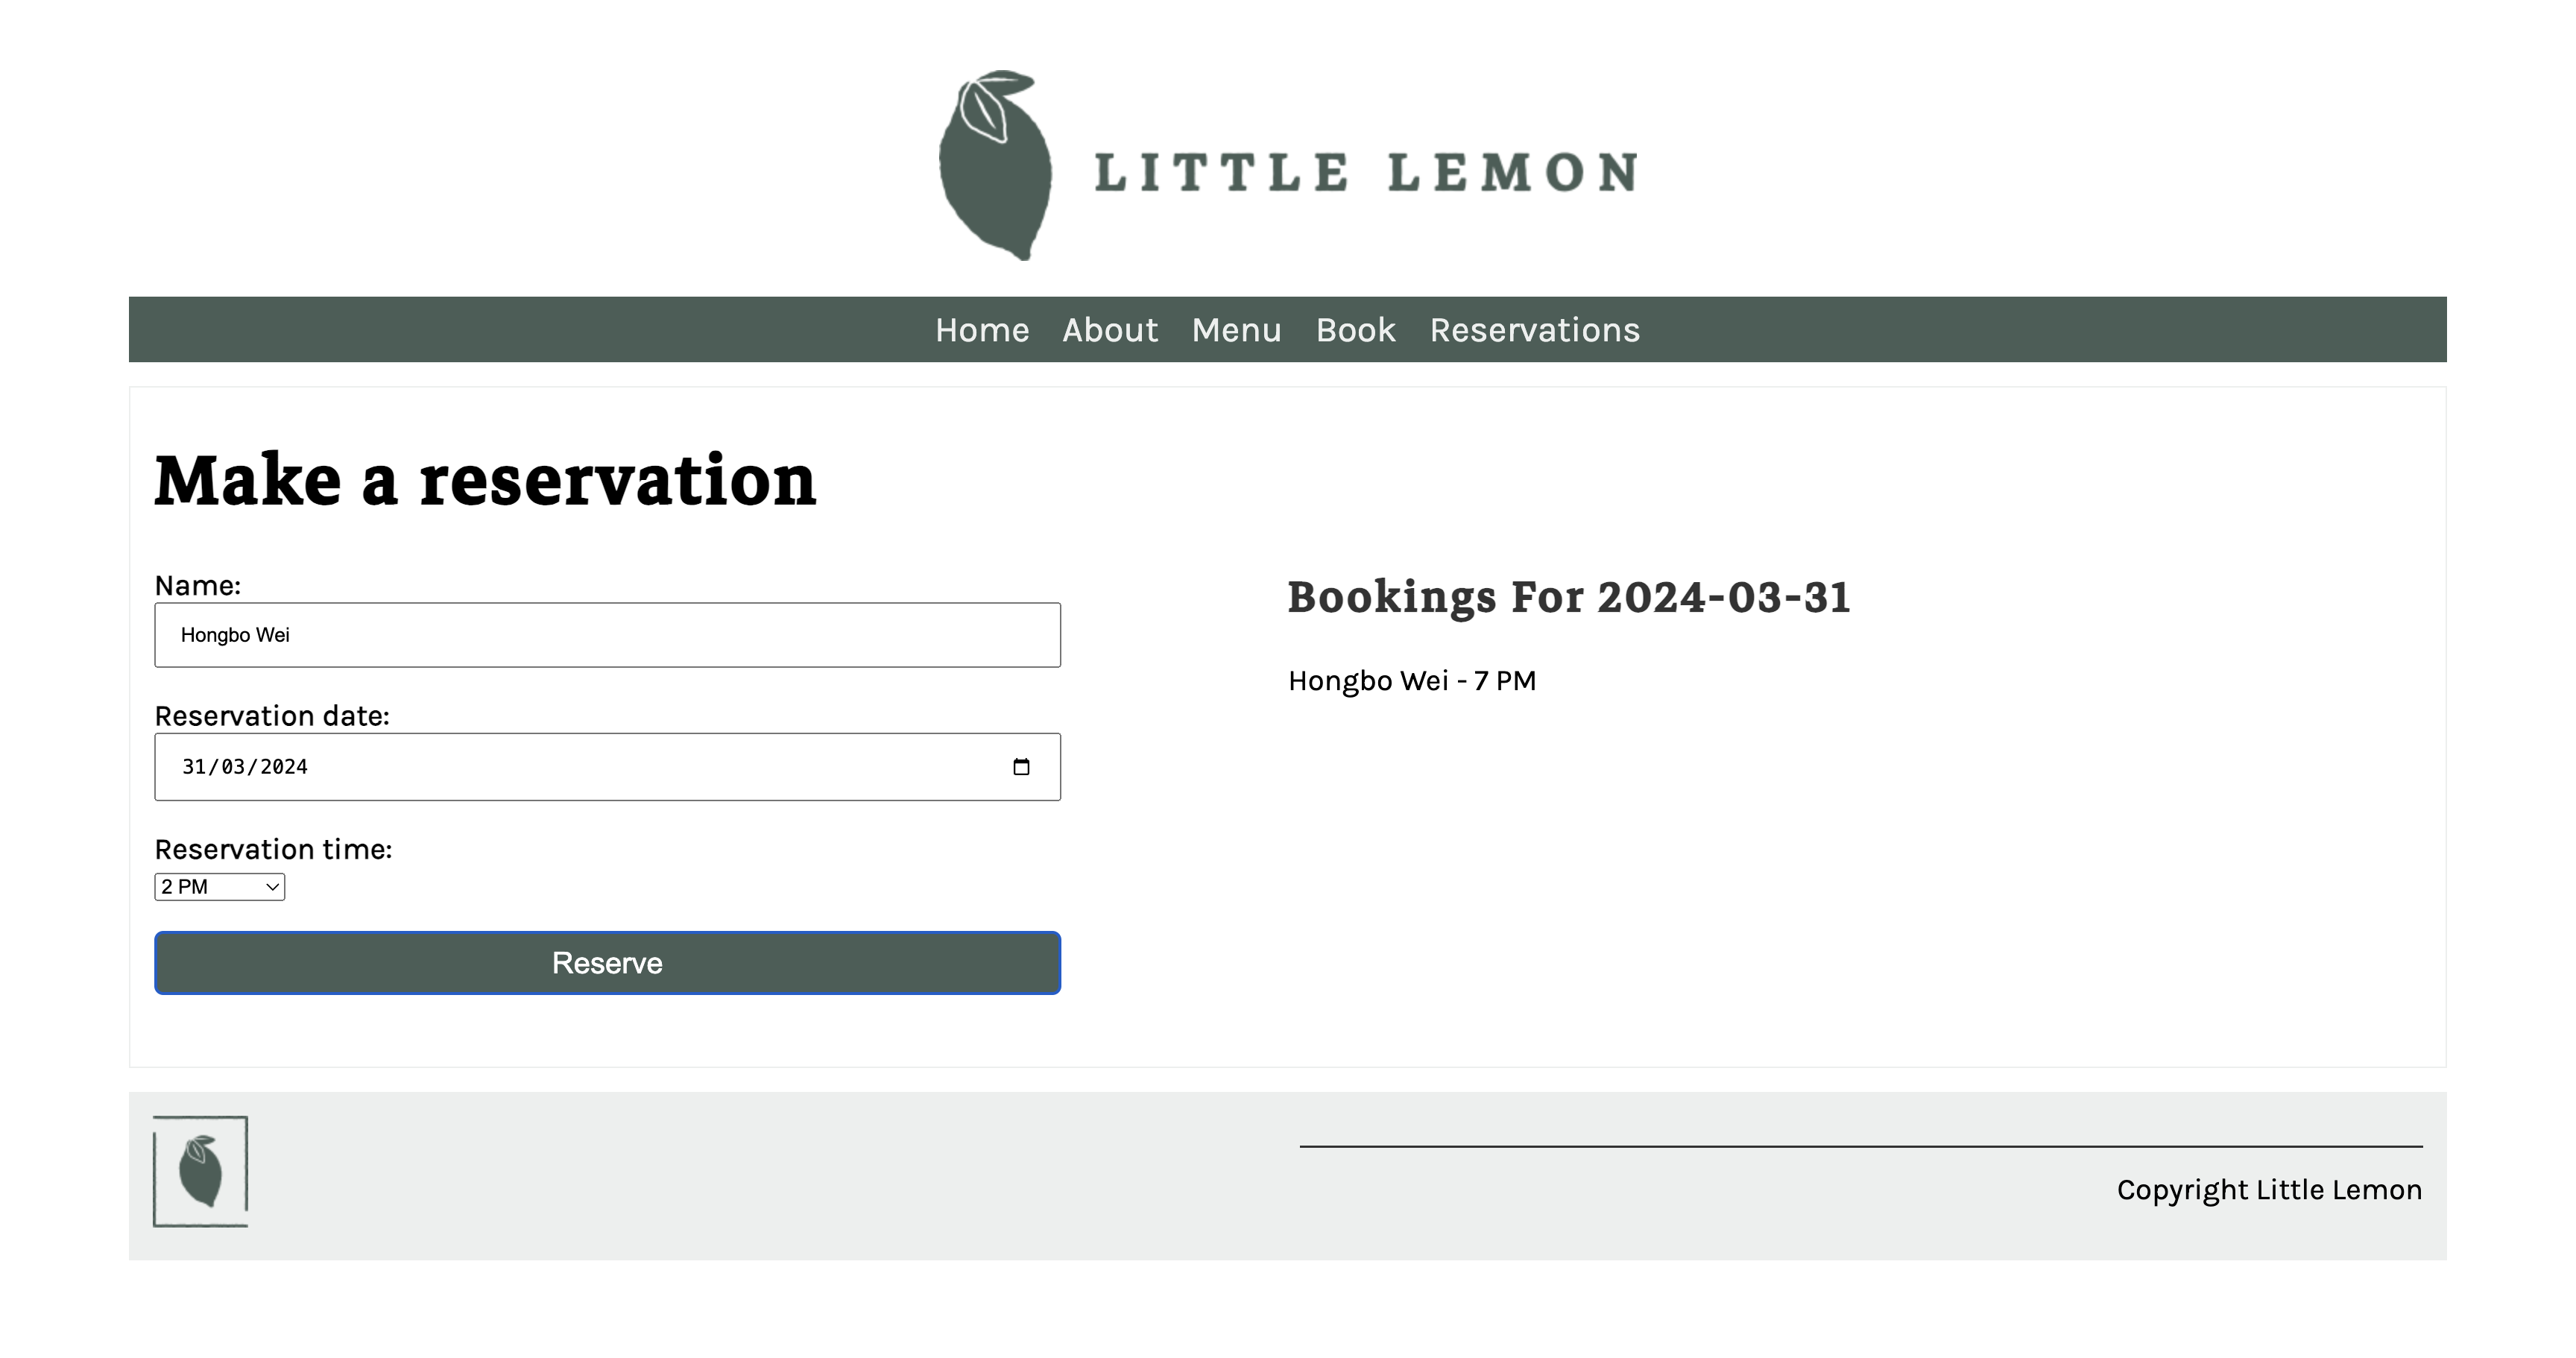 LITTLE LEMON
Home About Menu Book Reservations
Make a reservation
Name:
Hongbo Wei
Reservation date:
31/03/2024
Reservation time:
2 PM
Reserve
Bookings For 2024-03-31
Hongbo Wei - 7 PM
Copyright Little Lemon